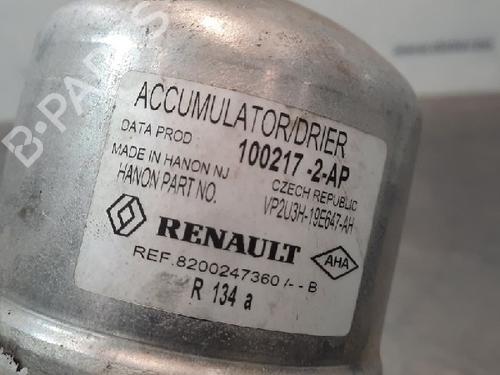 B-PARTS
ACCUMULATOR/DRIER
DATA PROD 100217 -2-AP
MADE IN HANON NJ CZECH REPUBLIC
HANON PART NO. VP2U3H-19E647-AH
RENAULT AHA
REF.8200247360 /--B
R 134 a